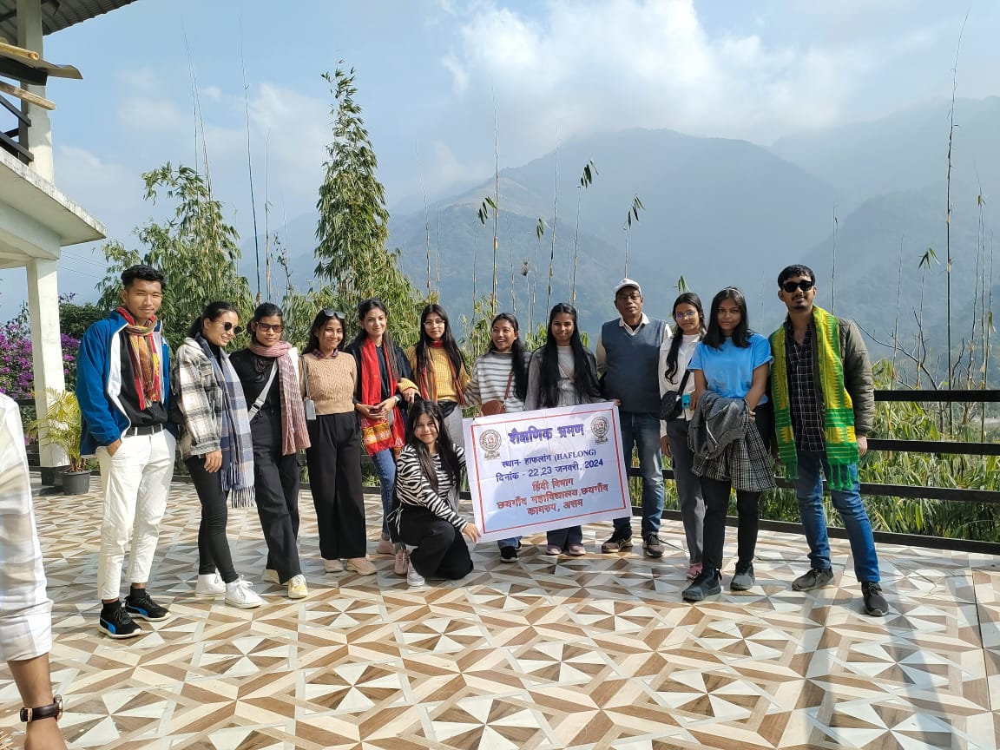 शैक्षणिक भ्रमण
स्थान- हाफलांग (HAFLONG)
दिनांक - 22,23 जनवरी, 2024
हिंदी विभाग
छयगाँव महाविद्यालय,छयगाँव
कामरुप, असम